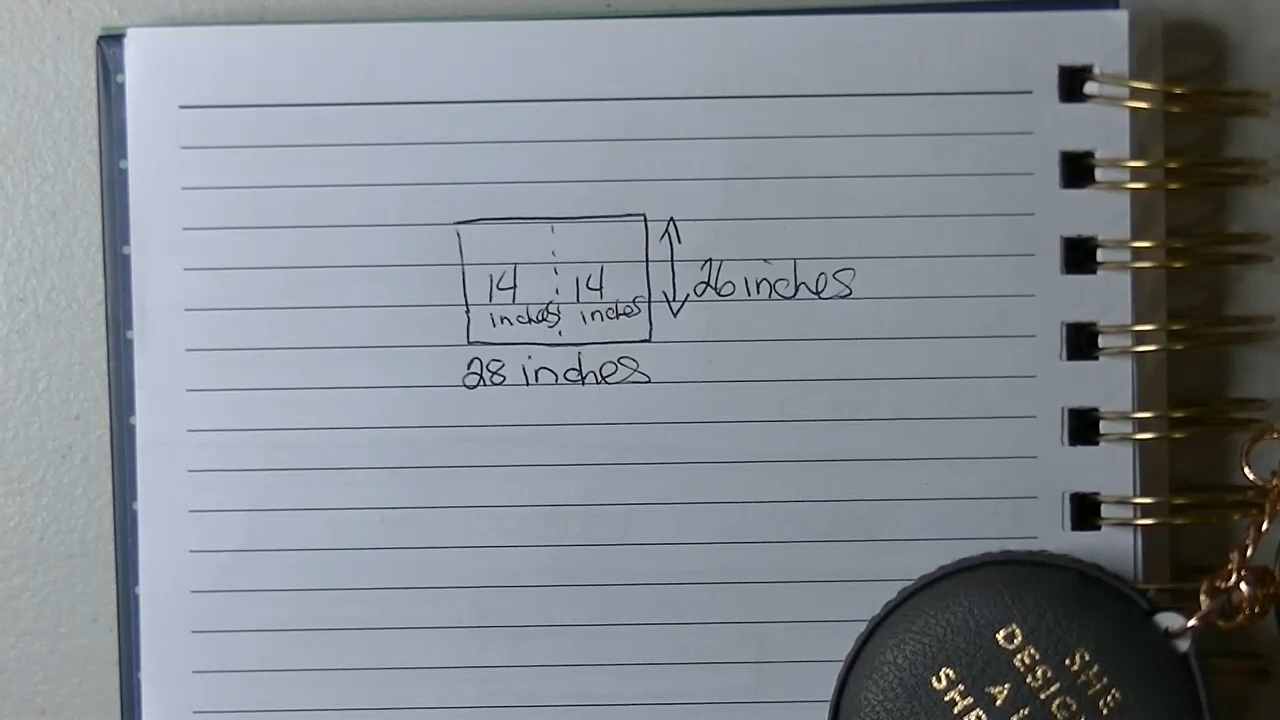 14 14
inches inches
26 inches
28 inches
SHE
DESIG
A L
SHE